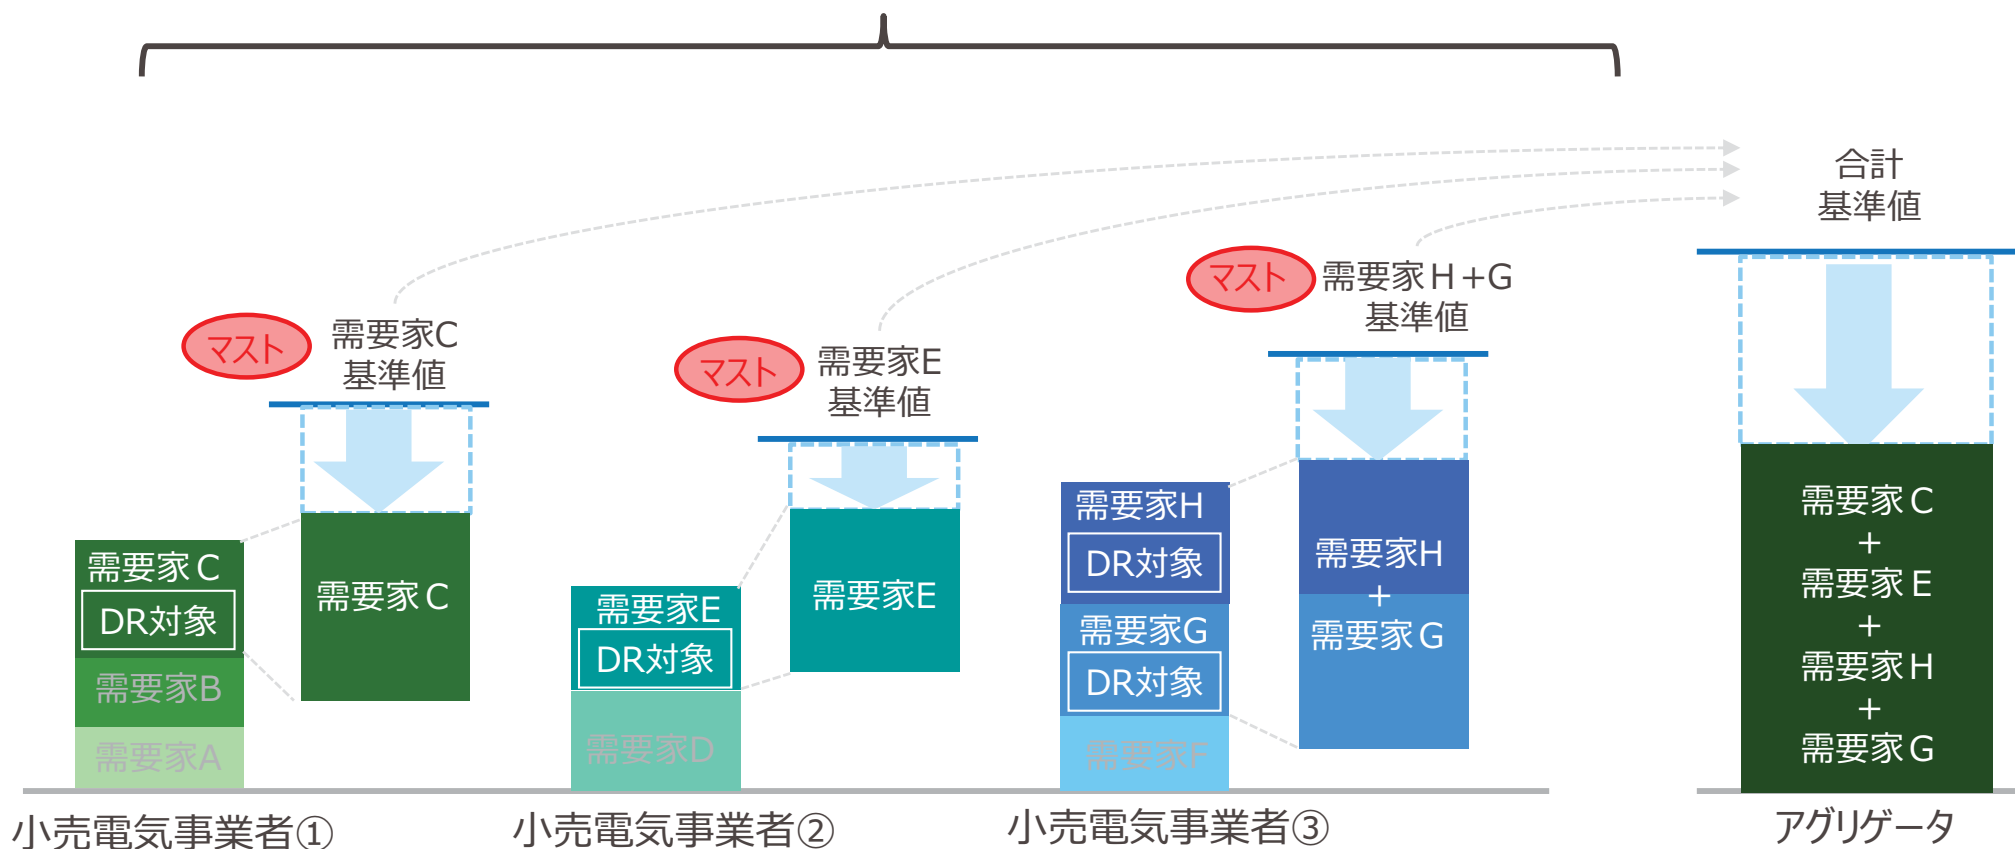 合計
基準値
マスト
需要家C
基準値
マスト
需要家E
基準値
マスト
需要家H+G
基準値
需要家C
DR対象
需要家B
需要家A
需要家C
需要家E
DR対象
需要家D
需要家E
需要家H
DR対象
需要家G
DR対象
需要家F
需要家H
+
需要家G
需要家C
+
需要家E
+
需要家H
+
需要家G
小売電気事業者①
小売電気事業者②
小売電気事業者③
アグリゲータ